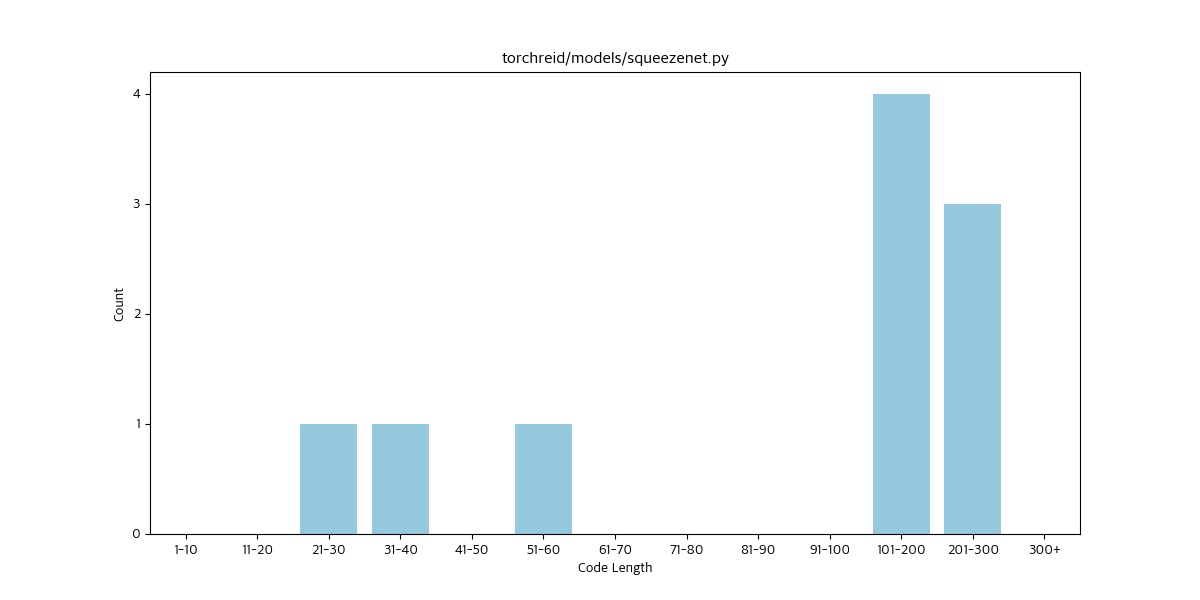 torchreid/models/squeezenet.py
4
3
2
1
0
Count
1-10 11-20 21-30 31-40 41-50 51-60 61-70 71-80 81-90 91-100 101-200 201-300 300+
Code Length